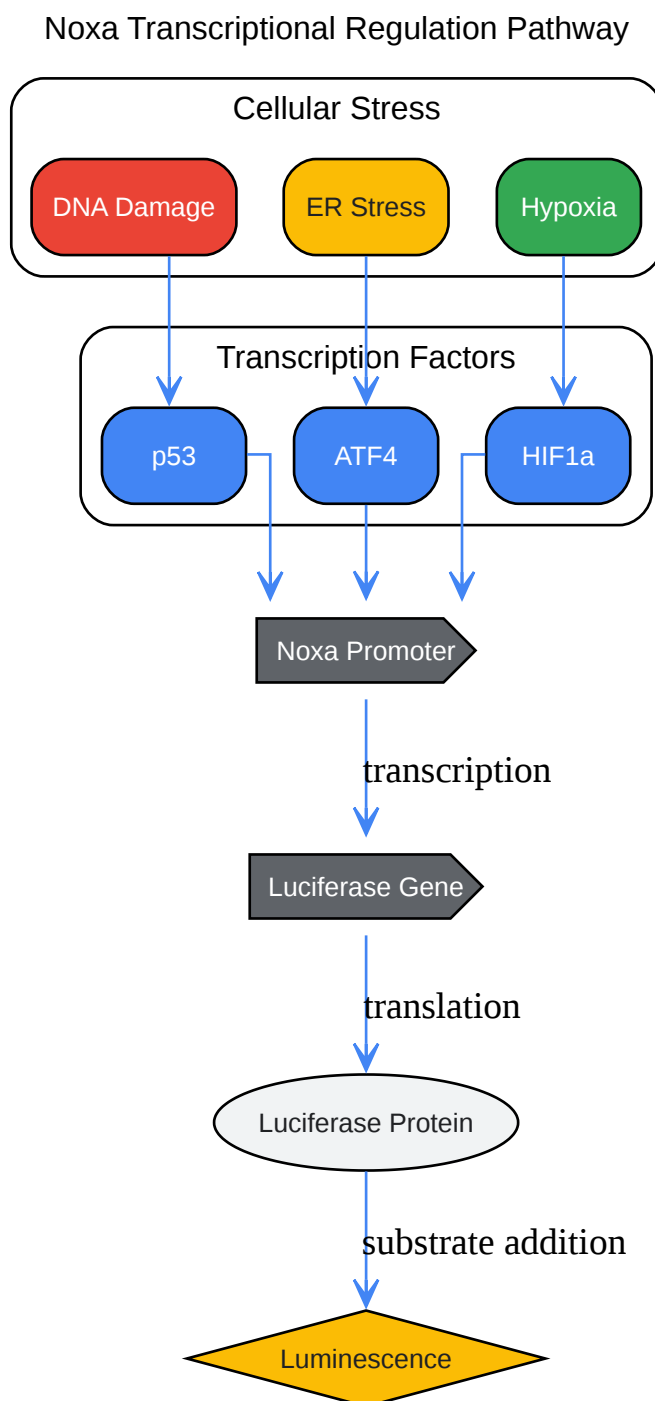 Noxa Transcriptional Regulation Pathway
Cellular Stress
DNA Damage
ER Stress
Hypoxia
Transcription Factors
p53
ATF4
HIF1a
Noxa Promoter
transcription
Luciferase Gene
translation
Luciferase Protein
substrate addition
Luminescence